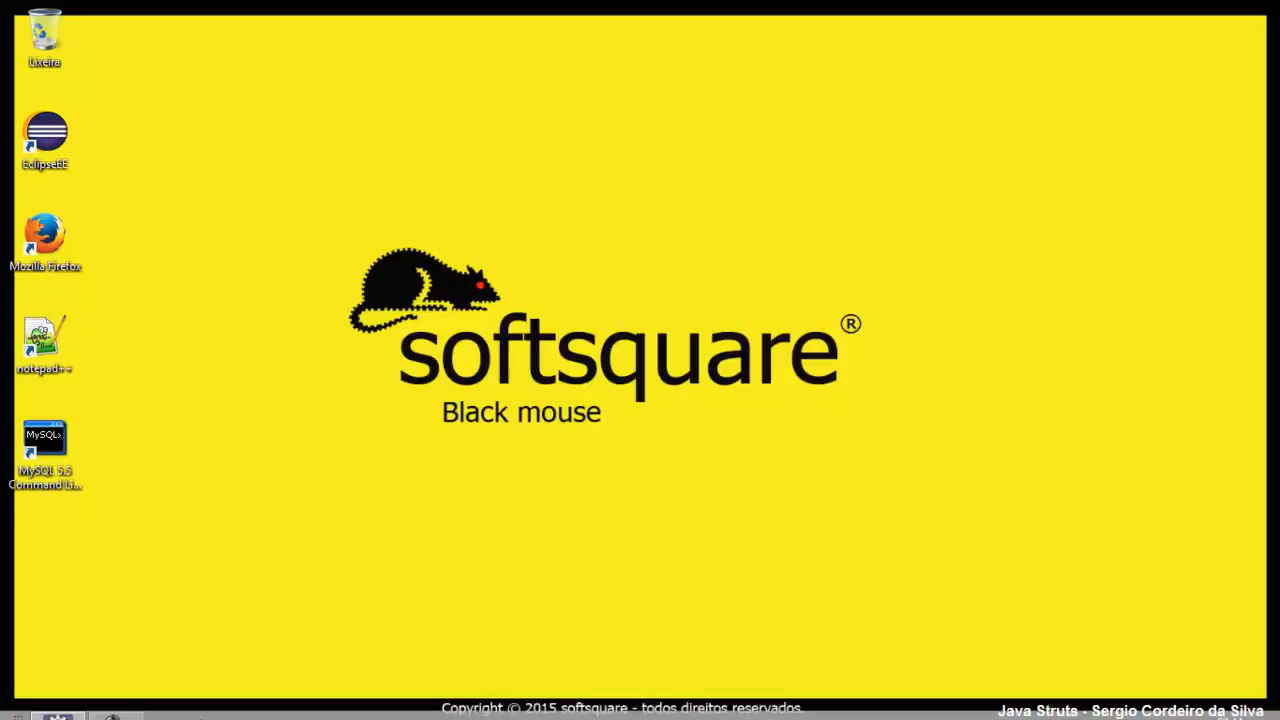 Lixeira
EclipseEE
Mozilla Firefox
notepad++
MySQL>
MySQL 5.5
Command Li...
softsquare®
Black mouse
Copyright © 2015 softsquare - todos direitos reservados.
Java Struts - Sergio Cordeiro da Silva